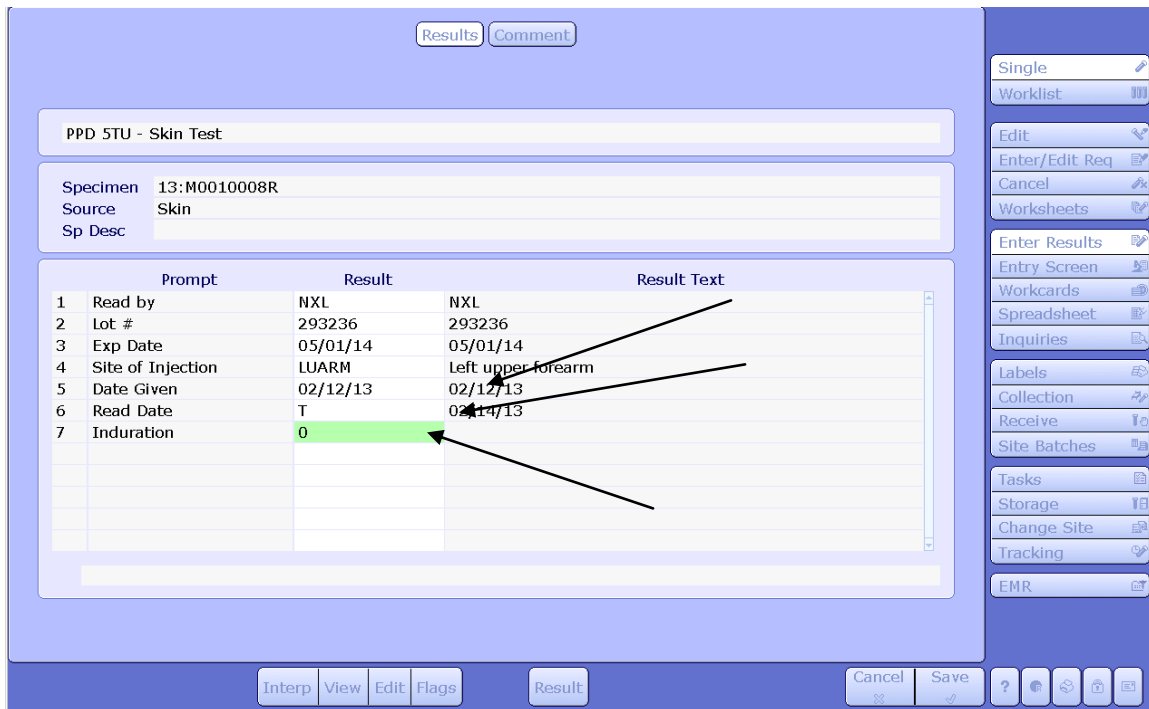 Results Comment
PPD 5TU - Skin Test
Specimen 13:M0010008R
Source Skin
Sp Desc
Prompt Result Result Text
1 Read by NXL NXL
2 Lot # 293236 293236
3 Exp Date 05/01/14 05/01/14
4 Site of Injection LUARM Left upper forearm
5 Date Given 02/12/13 02/12/13
6 Read Date T 02/14/13
7 Induration 0
Interp View Edit Flags Result Cancel Save ?
Single
Worklist
Edit
Enter/Edit Req
Cancel
Worksheets
Enter Results
Entry Screen
Workcards
Spreadsheet
Inquiries
Labels
Collection
Receive
Site Batches
Tasks
Storage
Change Site
Tracking
EMR